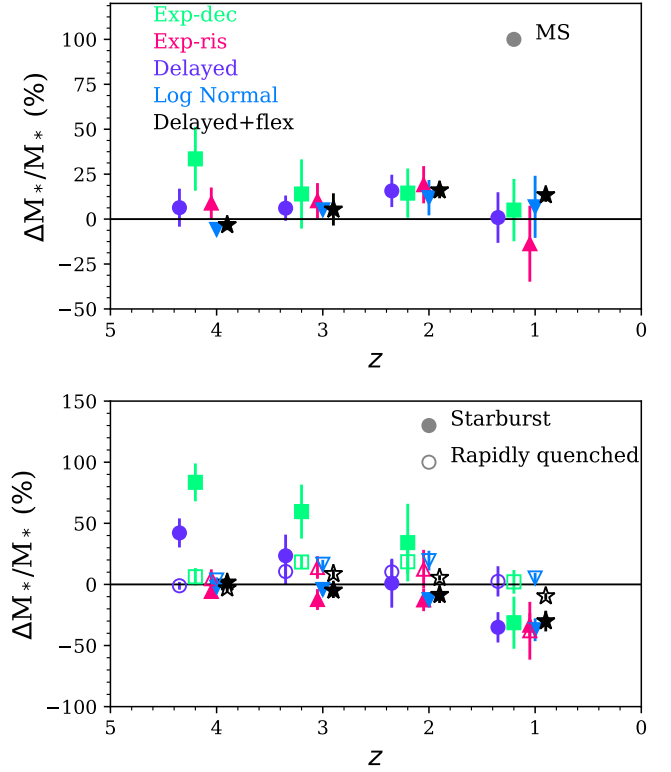 Exp-dec
Exp-ris
Delayed
Log Normal
Delayed+flex
MS
100
75
50
25
0
−25
−50
ΔM*/M* (%)
5 4 3 2 1 0
z
Starburst
Rapidly quenched
150
100
50
0
−50
−100
ΔM*/M* (%)
5 4 3 2 1 0
z